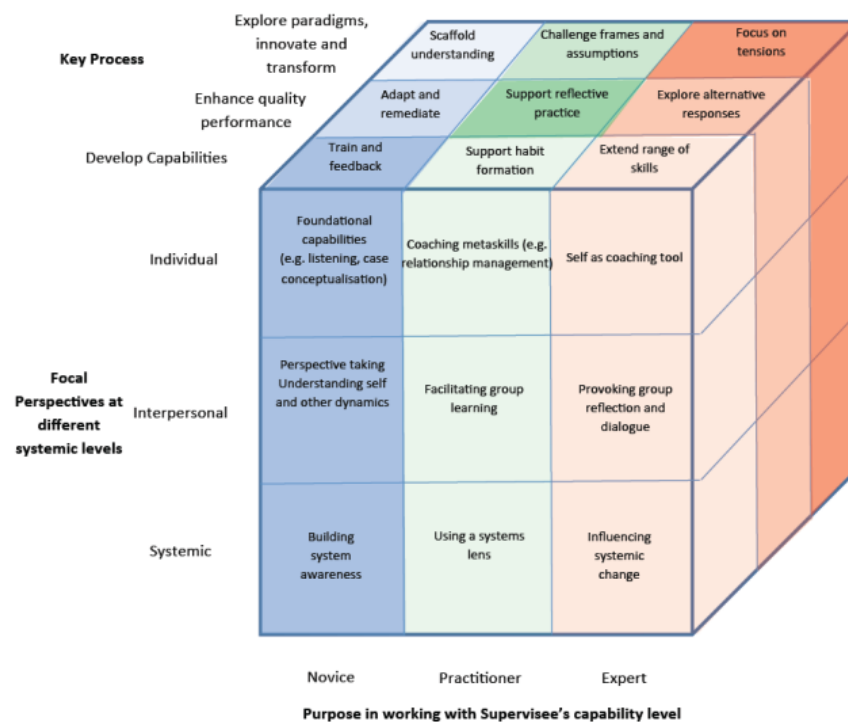 Key Process
Explore paradigms,
innovate and
transform
Scaffold
understanding
Challenge frames and
assumptions
Focus on
tensions
Enhance quality
performance
Adapt and
remediate
Support reflective
practice
Explore alternative
responses
Develop Capabilities
Train and
feedback
Support habit
formation
Extend range of
skills
Individual
Foundational
capabilities
(e.g. listening, case
conceptualisation)
Coaching metaskills (e.g.
relationship management)
Self as coaching tool
Focal
Perspectives at
different
systemic levels
Interpersonal
Perspective taking
Understanding self
and other dynamics
Facilitating group
learning
Provoking group
reflection and
dialogue
Systemic
Building
system
awareness
Using a systems
lens
Influencing
systemic
change
Novice
Practitioner
Expert
Purpose in working with Supervisee's capability level